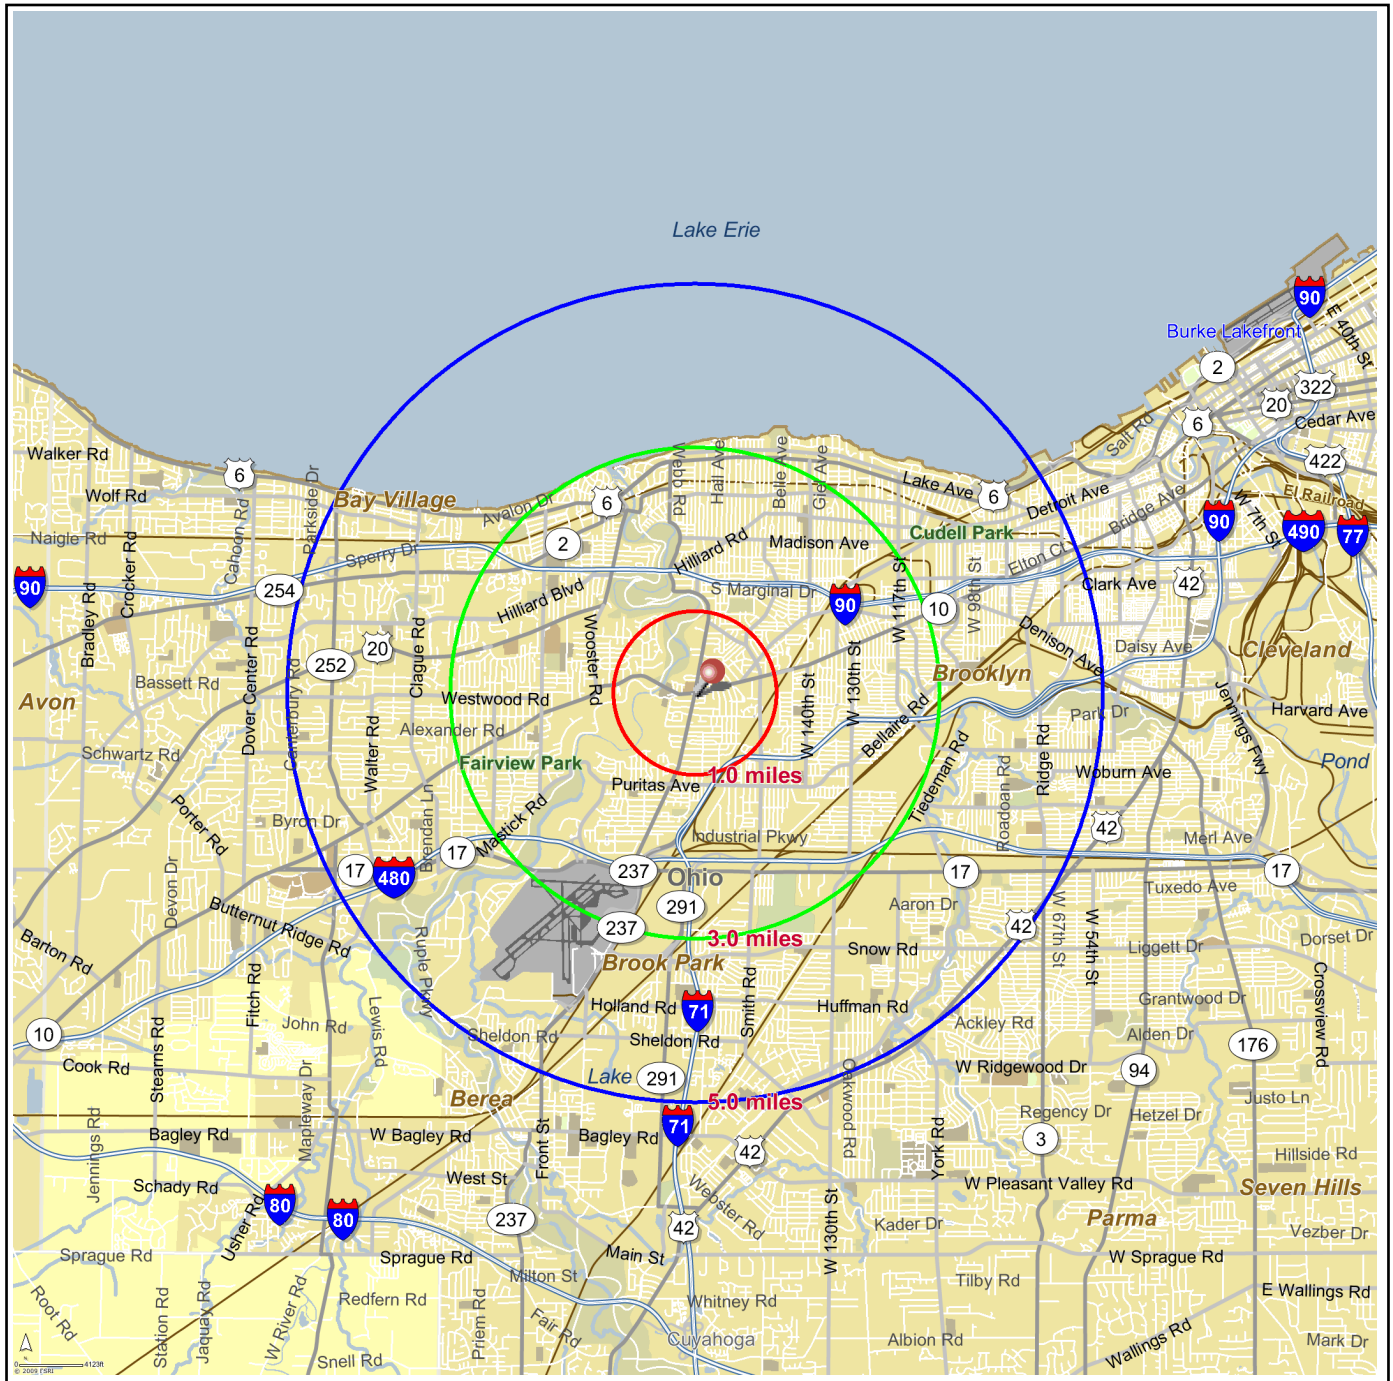 Lake Erie
90
Burke Lakefront
E 40th St
2
322
20
6
Cedar Ave
Walker Rd
6
Wolf Rd
Cahoon Rd
Parkside Dr
Bay Village
Avalon Dr
6
Webb Rd
Hall Ave
Belle Ave
Giel Ave
Lake Ave
6
Detroit Ave
Salt Rd
Bridge Ave
422
El Railroad
W 7th St
90
490
77
Naigle Rd
Crocker Rd
Sperry Dr
2
Hilliard Rd
Madison Ave
Cudell Park
Elton Ct
90
Bradley Rd
254
Hilliard Blvd
S Marginal Dr
90
W 117th St
10
W 98th St
Clark Ave
42
Dover Center Rd
252
20
Clague Rd
Wooster Rd
W 130th St
Denison Ave
Daisy Ave
Cleveland
Avon
Bassett Rd
Canterbury Rd
Westwood Rd
W 140th St
Brooklyn
Jennings Fwy
Harvard Ave
Schwartz Rd
Walter Rd
Alexander Rd
Bellaire Rd
Park Dr
Fairview Park
Puritas Ave
1.0 miles
Tiedeman Rd
Roadoan Rd
Ridge Rd
Woburn Ave
Pond
Porter Rd
Byron Dr
Brendan Ln
Mastick Rd
Industrial Pkwy
42
Merl Ave
Devon Dr
17
480
17
237
Ohio
17
17
Tuxedo Ave
Butternut Ridge Rd
291
Aaron Dr
W 67th St
W 54th St
Barton Rd
Ruple Pkwy
237
3.0 miles
Snow Rd
42
Liggett Dr
Dorset Dr
Brook Park
Fitch Rd
Lewis Rd
Holland Rd
71
Smith Rd
Huffman Rd
Grantwood Dr
Crossview Rd
10
Stearns Rd
John Rd
Sheldon Rd
Sheldon Rd
Ackley Rd
Alden Dr
176
Cook Rd
Mapleway Dr
Lake
291
Oakwood Rd
W Ridgewood Dr
94
Berea
5.0 miles
Regency Dr
Hetzel Dr
Justo Ln
Jennings Rd
Bagley Rd
W Bagley Rd
Front St
Bagley Rd
71
42
York Rd
3
Hillside Rd
Schady Rd
West St
W Pleasant Valley Rd
Seven Hills
Usher Rd
80
80
237
Webster Rd
42
W 130th St
Kader Dr
Parma
Vezber Dr
Sprague Rd
Sprague Rd
Main St
W Sprague Rd
Root Rd
Station Rd
Jaquay Rd
W River Rd
Redfern Rd
Milton St
Priem Rd
Fair Rd
Whitney Rd
Tilby Rd
E Wallings Rd
Cuyahoga
Albion Rd
Wallings Rd
Mark Dr
Snell Rd
N
0 4123ft
© 2009 ESRI